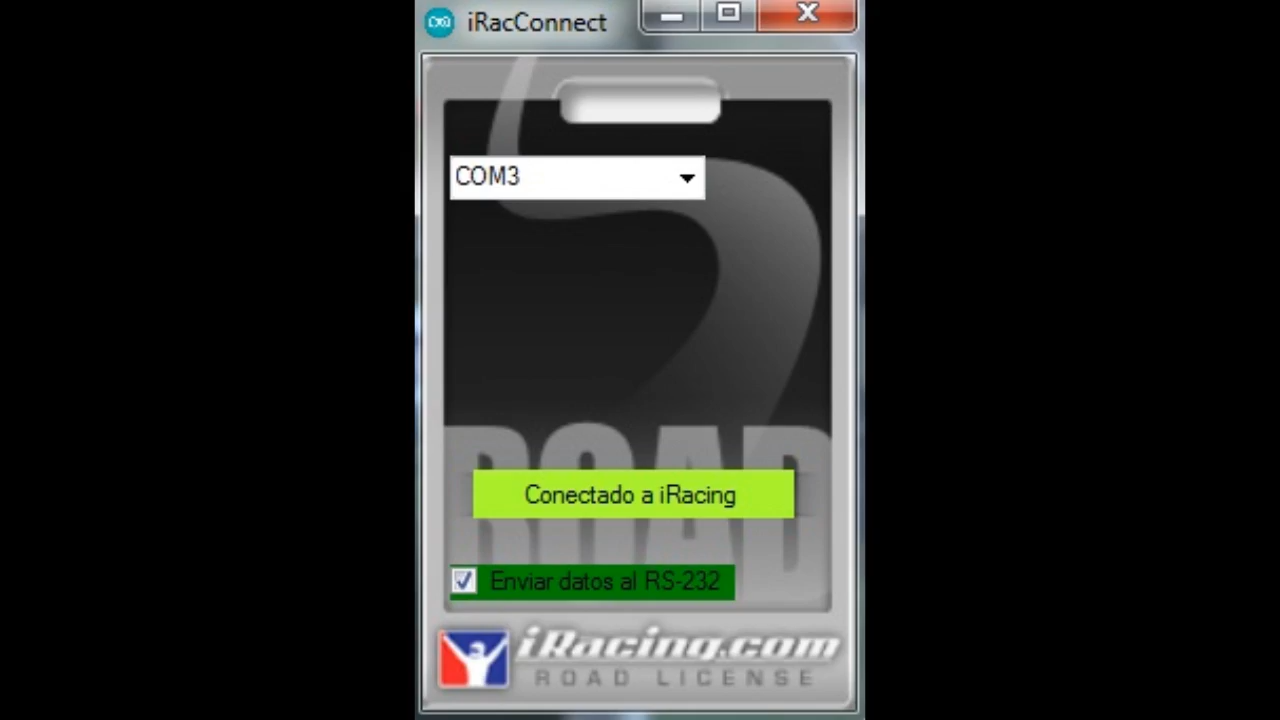 iRacConnect
COM3
ROAD
Conectado a iRacing
Enviar datos al RS-232
iRacing.com
ROAD LICENSE